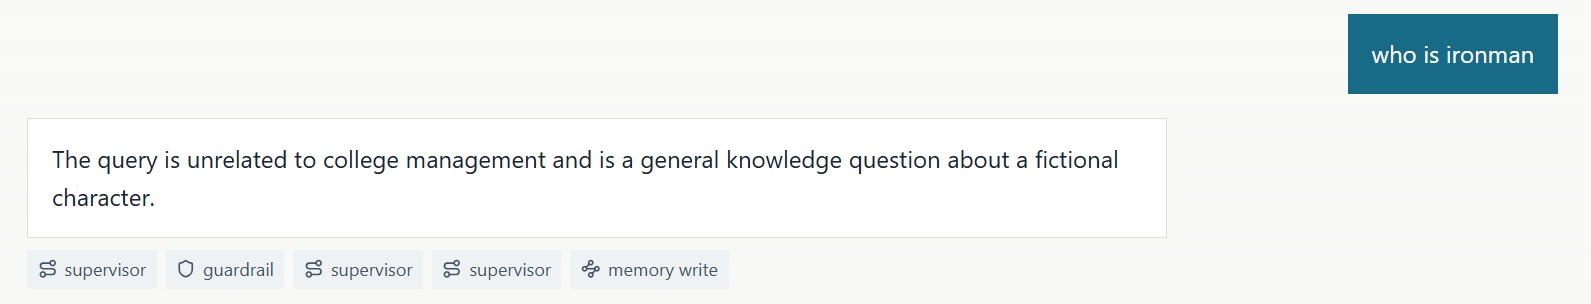 who is ironman
The query is unrelated to college management and is a general knowledge question about a fictional
character.
supervisor guardrail supervisor supervisor memory write